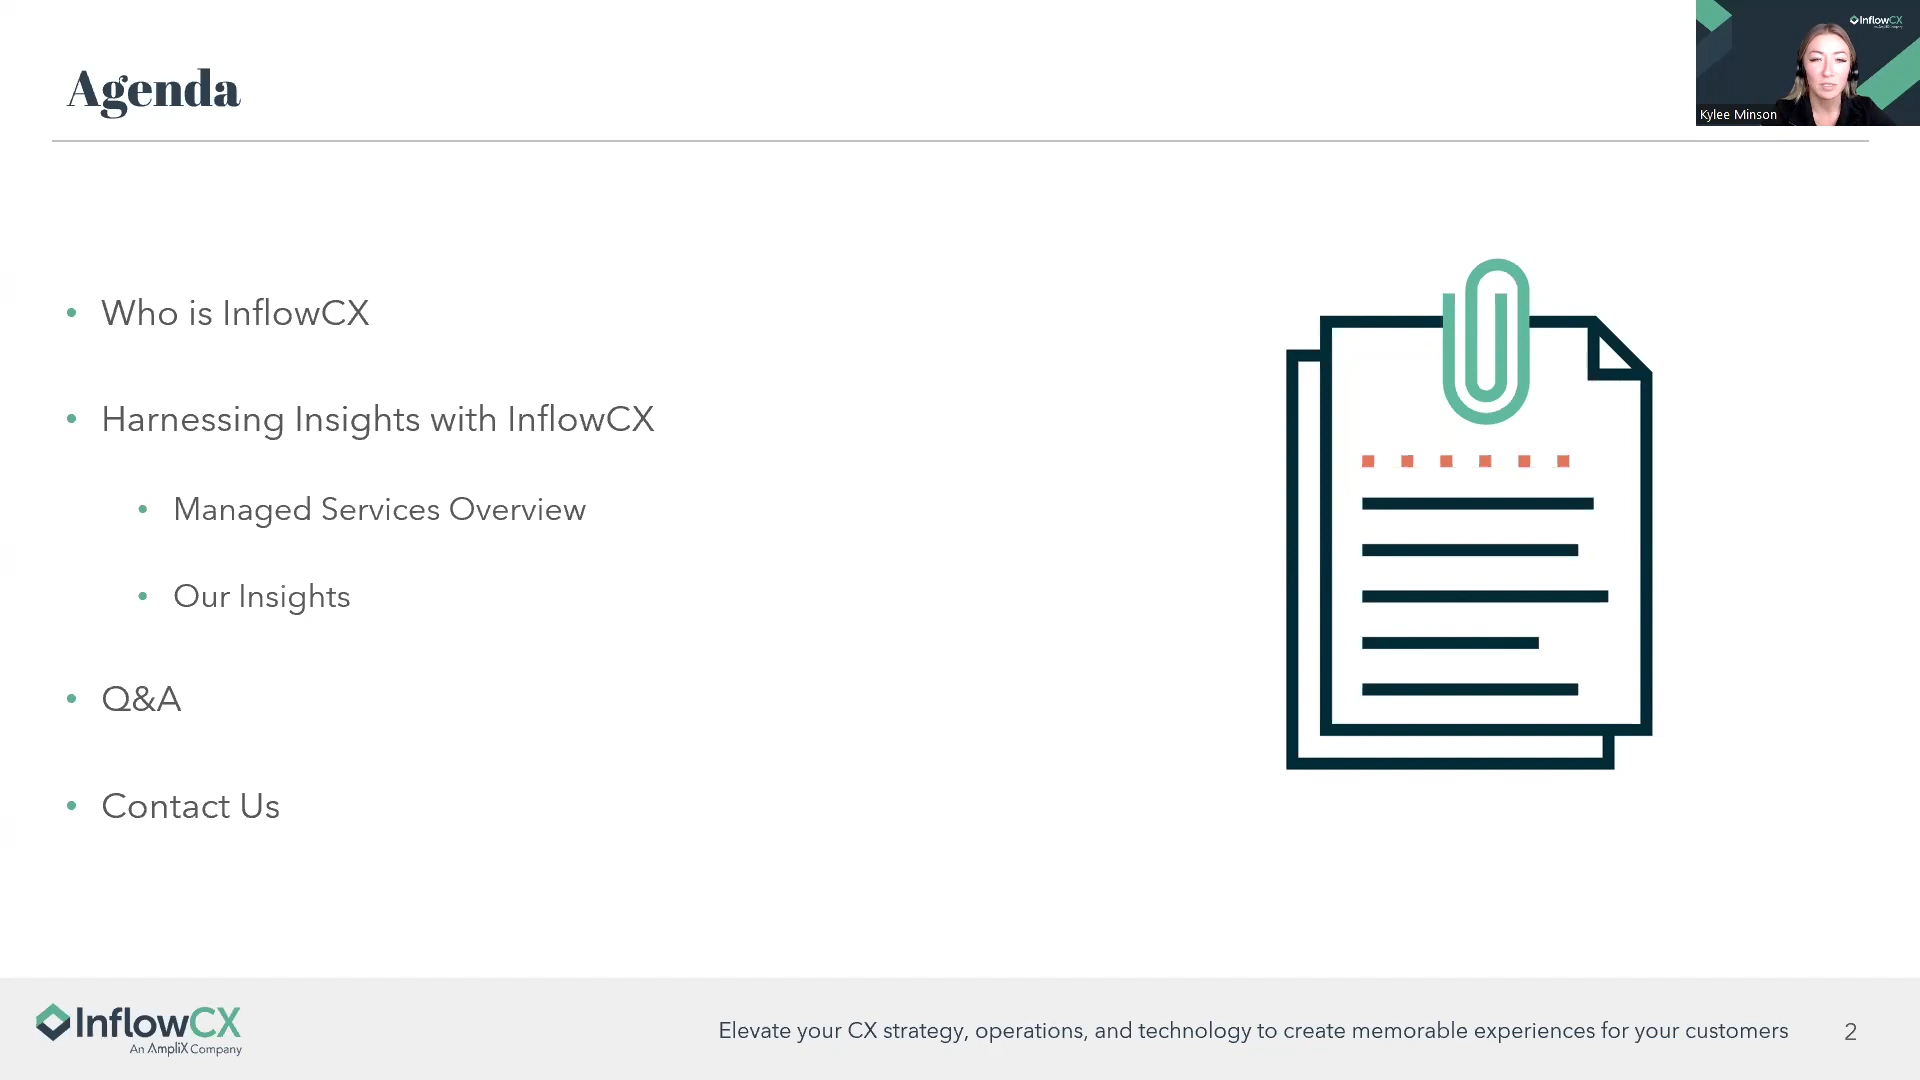 Agenda
InflowCX
Kylee Minson
• Who is InflowCX
• Harnessing Insights with InflowCX
• Managed Services Overview
• Our Insights
• Q&A
• Contact Us
InflowCX
An AmpliX Company
Elevate your CX strategy, operations, and technology to create memorable experiences for your customers
2